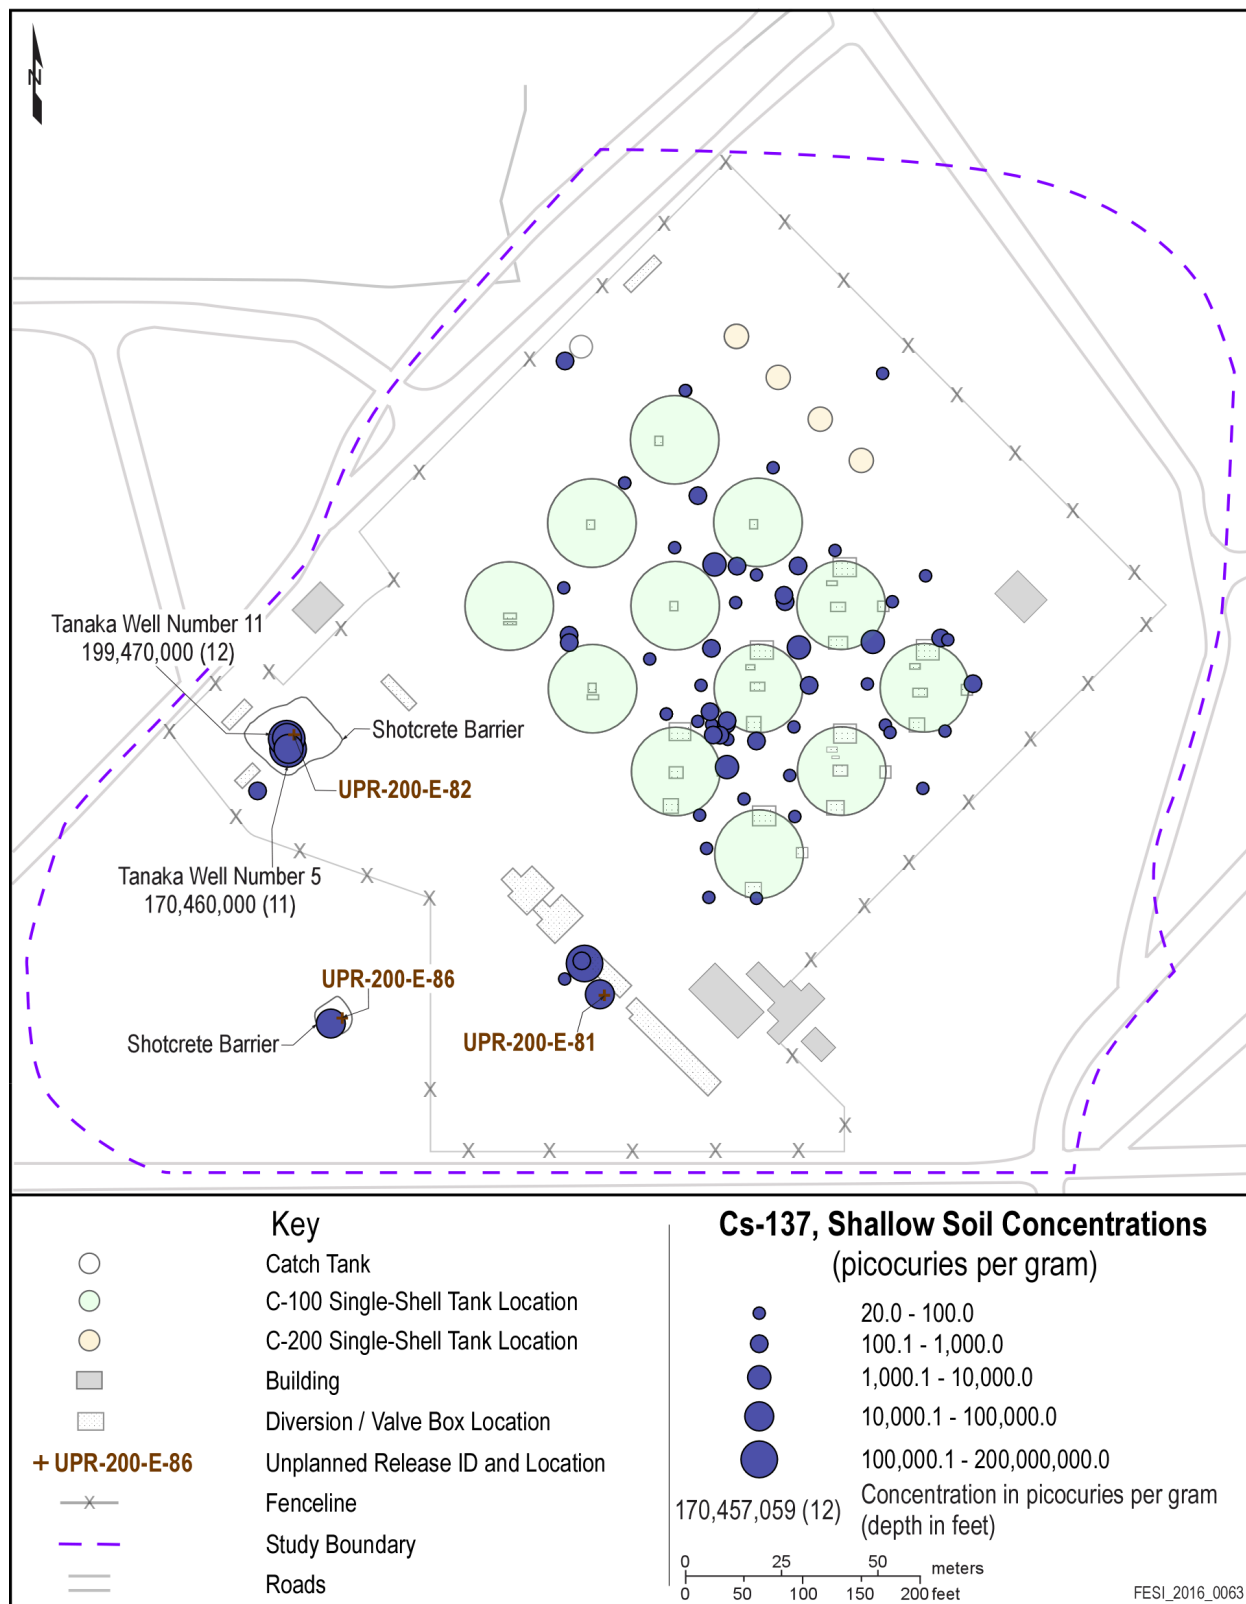 N
Tanaka Well Number 11
199,470,000 (12)
Shotcrete Barrier
UPR-200-E-82
Tanaka Well Number 5
170,460,000 (11)
UPR-200-E-86
Shotcrete Barrier
UPR-200-E-81
Key
Catch Tank
C-100 Single-Shell Tank Location
C-200 Single-Shell Tank Location
Building
Diversion / Valve Box Location
UPR-200-E-86 Unplanned Release ID and Location
X Fenceline
Study Boundary
Roads
Cs-137, Shallow Soil Concentrations
(picocuries per gram)
20.0 - 100.0
100.1 - 1,000.0
1,000.1 - 10,000.0
10,000.1 - 100,000.0
100,000.1 - 200,000,000.0
170,457,059 (12) Concentration in picocuries per gram
(depth in feet)
0 25 50 meters
0 50 100 150 200 feet
FESI_2016_0063